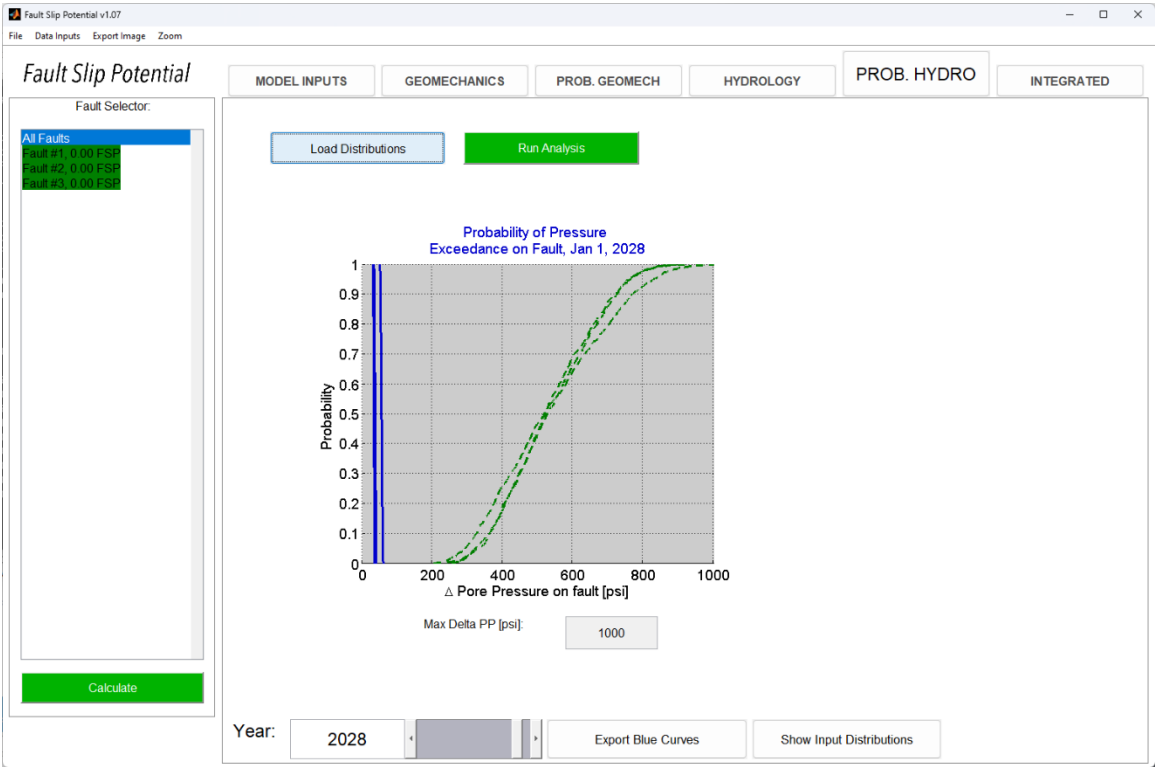 Fault Slip Potential v1.07
File Data Inputs Export Image Zoom
Fault Slip Potential
MODEL INPUTS GEOMECHANICS PROB. GEOMECH HYDROLOGY PROB. HYDRO INTEGRATED
Fault Selector:
All Faults
Fault #1, 0.00 FSP
Fault #2, 0.00 FSP
Fault #3, 0.00 FSP
Calculate
Load Distributions Run Analysis
Probability of Pressure
Exceedance on Fault, Jan 1, 2028
1
0.9
0.8
0.7
0.6
0.5
0.4
0.3
0.2
0.1
0
Probability
0 200 400 600 800 1000
Δ Pore Pressure on fault [psi]
Max Delta PP [psi]: 1000
Year: 2028 Export Blue Curves Show Input Distributions